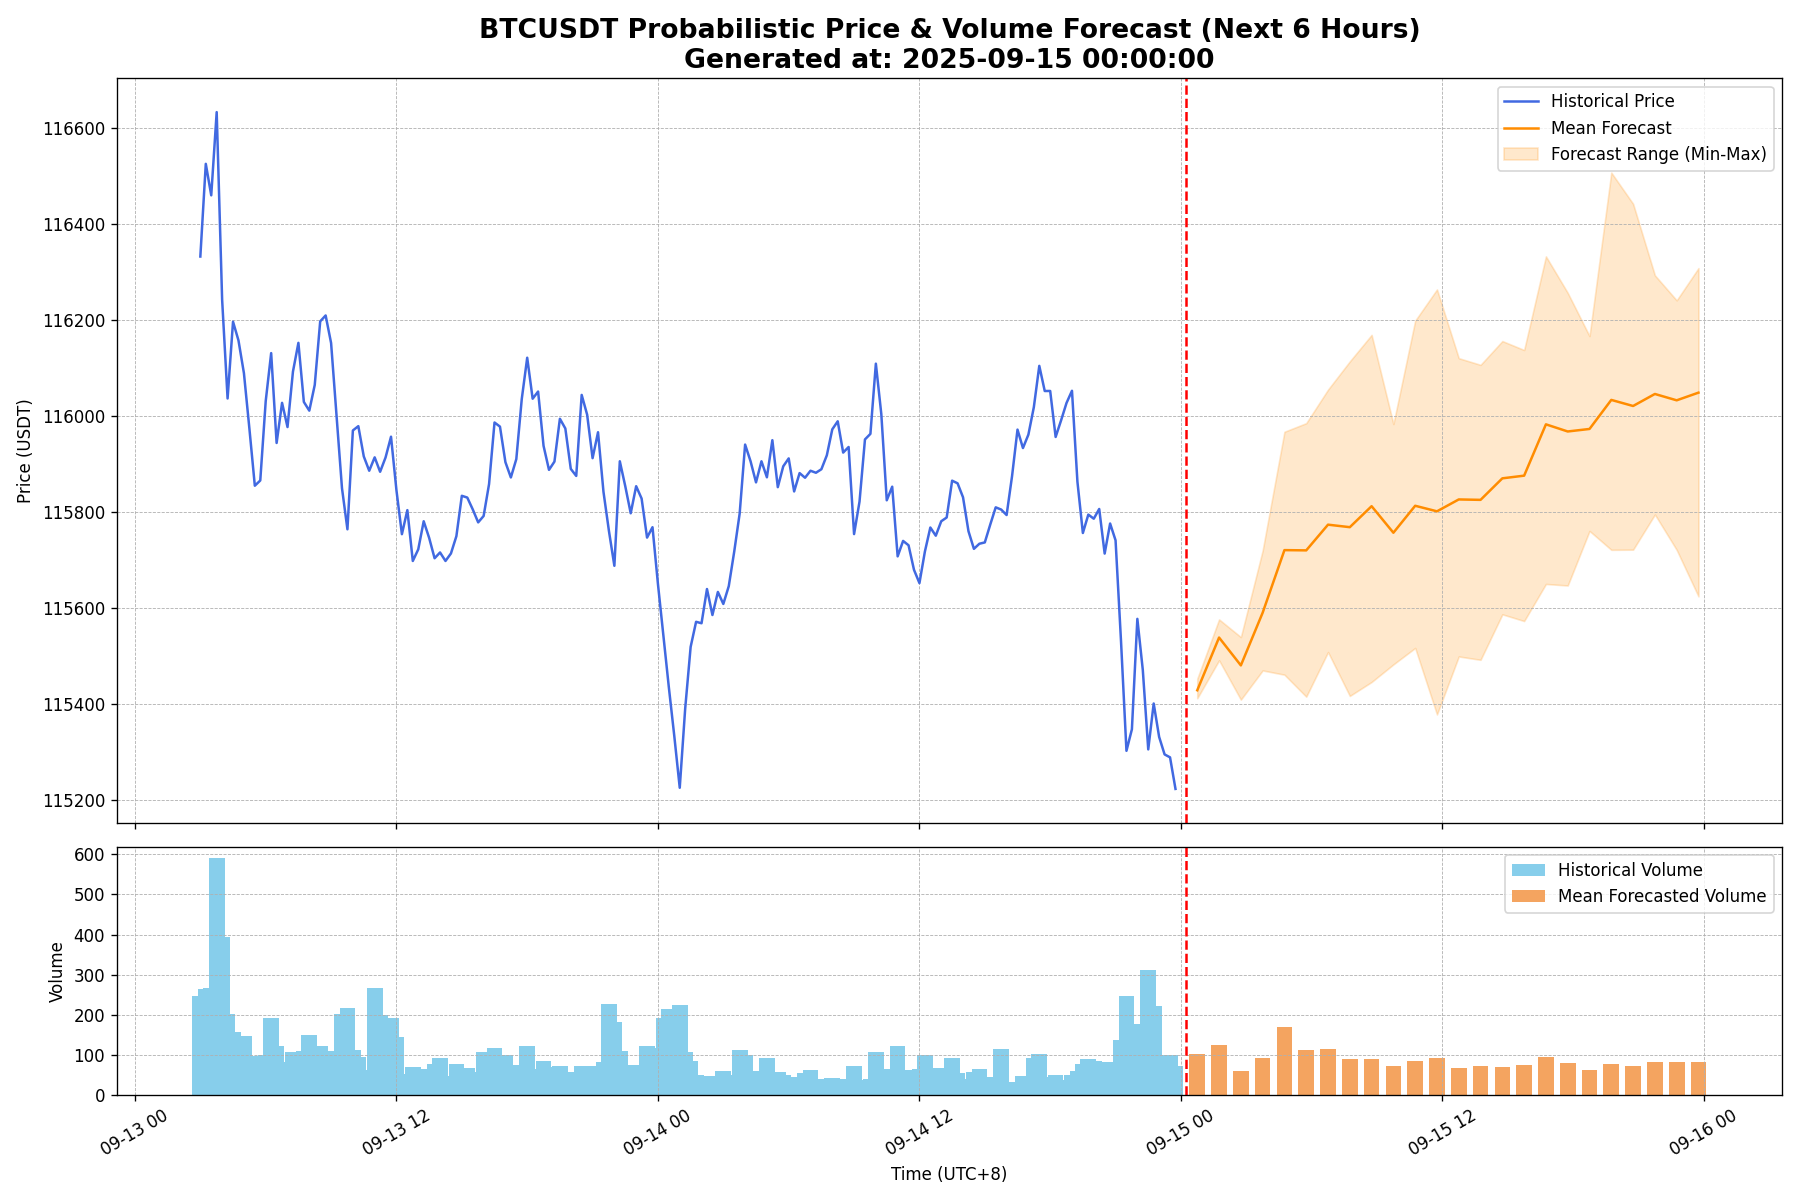 BTCUSDT Probabilistic Price & Volume Forecast (Next 6 Hours)
Generated at: 2025-09-15 00:00:00
Price (USDT)
116600
116400
116200
116000
115800
115600
115400
115200
Historical Price
Mean Forecast
Forecast Range (Min-Max)
Volume
600
500
400
300
200
100
0
Historical Volume
Mean Forecasted Volume
09-13 00
09-13 12
09-14 00
09-14 12
09-15 00
09-15 12
09-16 00
Time (UTC+8)